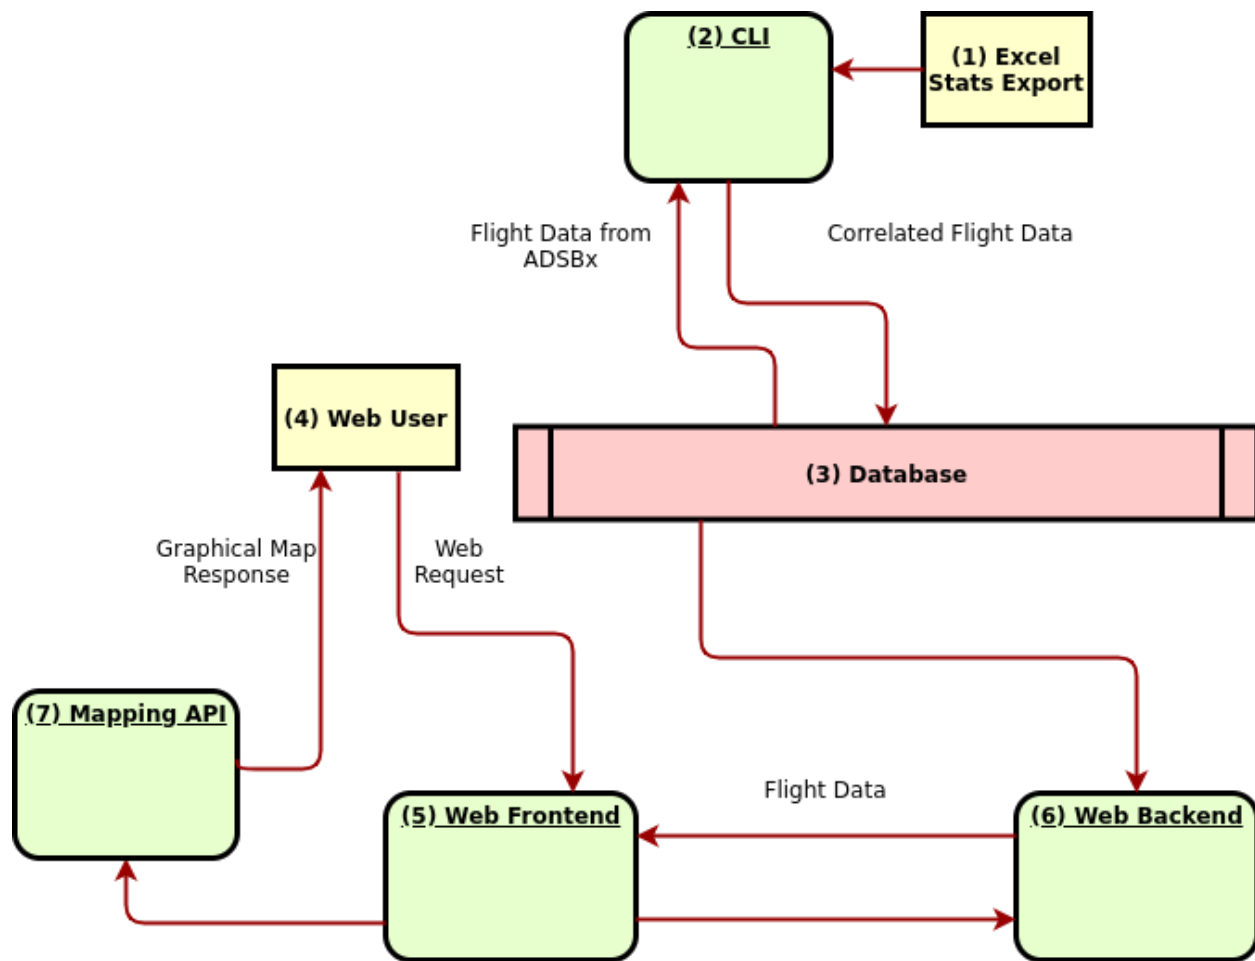 (2) CLI
(1) Excel
Stats Export
Flight Data from
ADSBx
Correlated Flight Data
(4) Web User
(3) Database
Graphical Map
Response
Web
Request
(7) Mapping API
Flight Data
(5) Web Frontend
(6) Web Backend